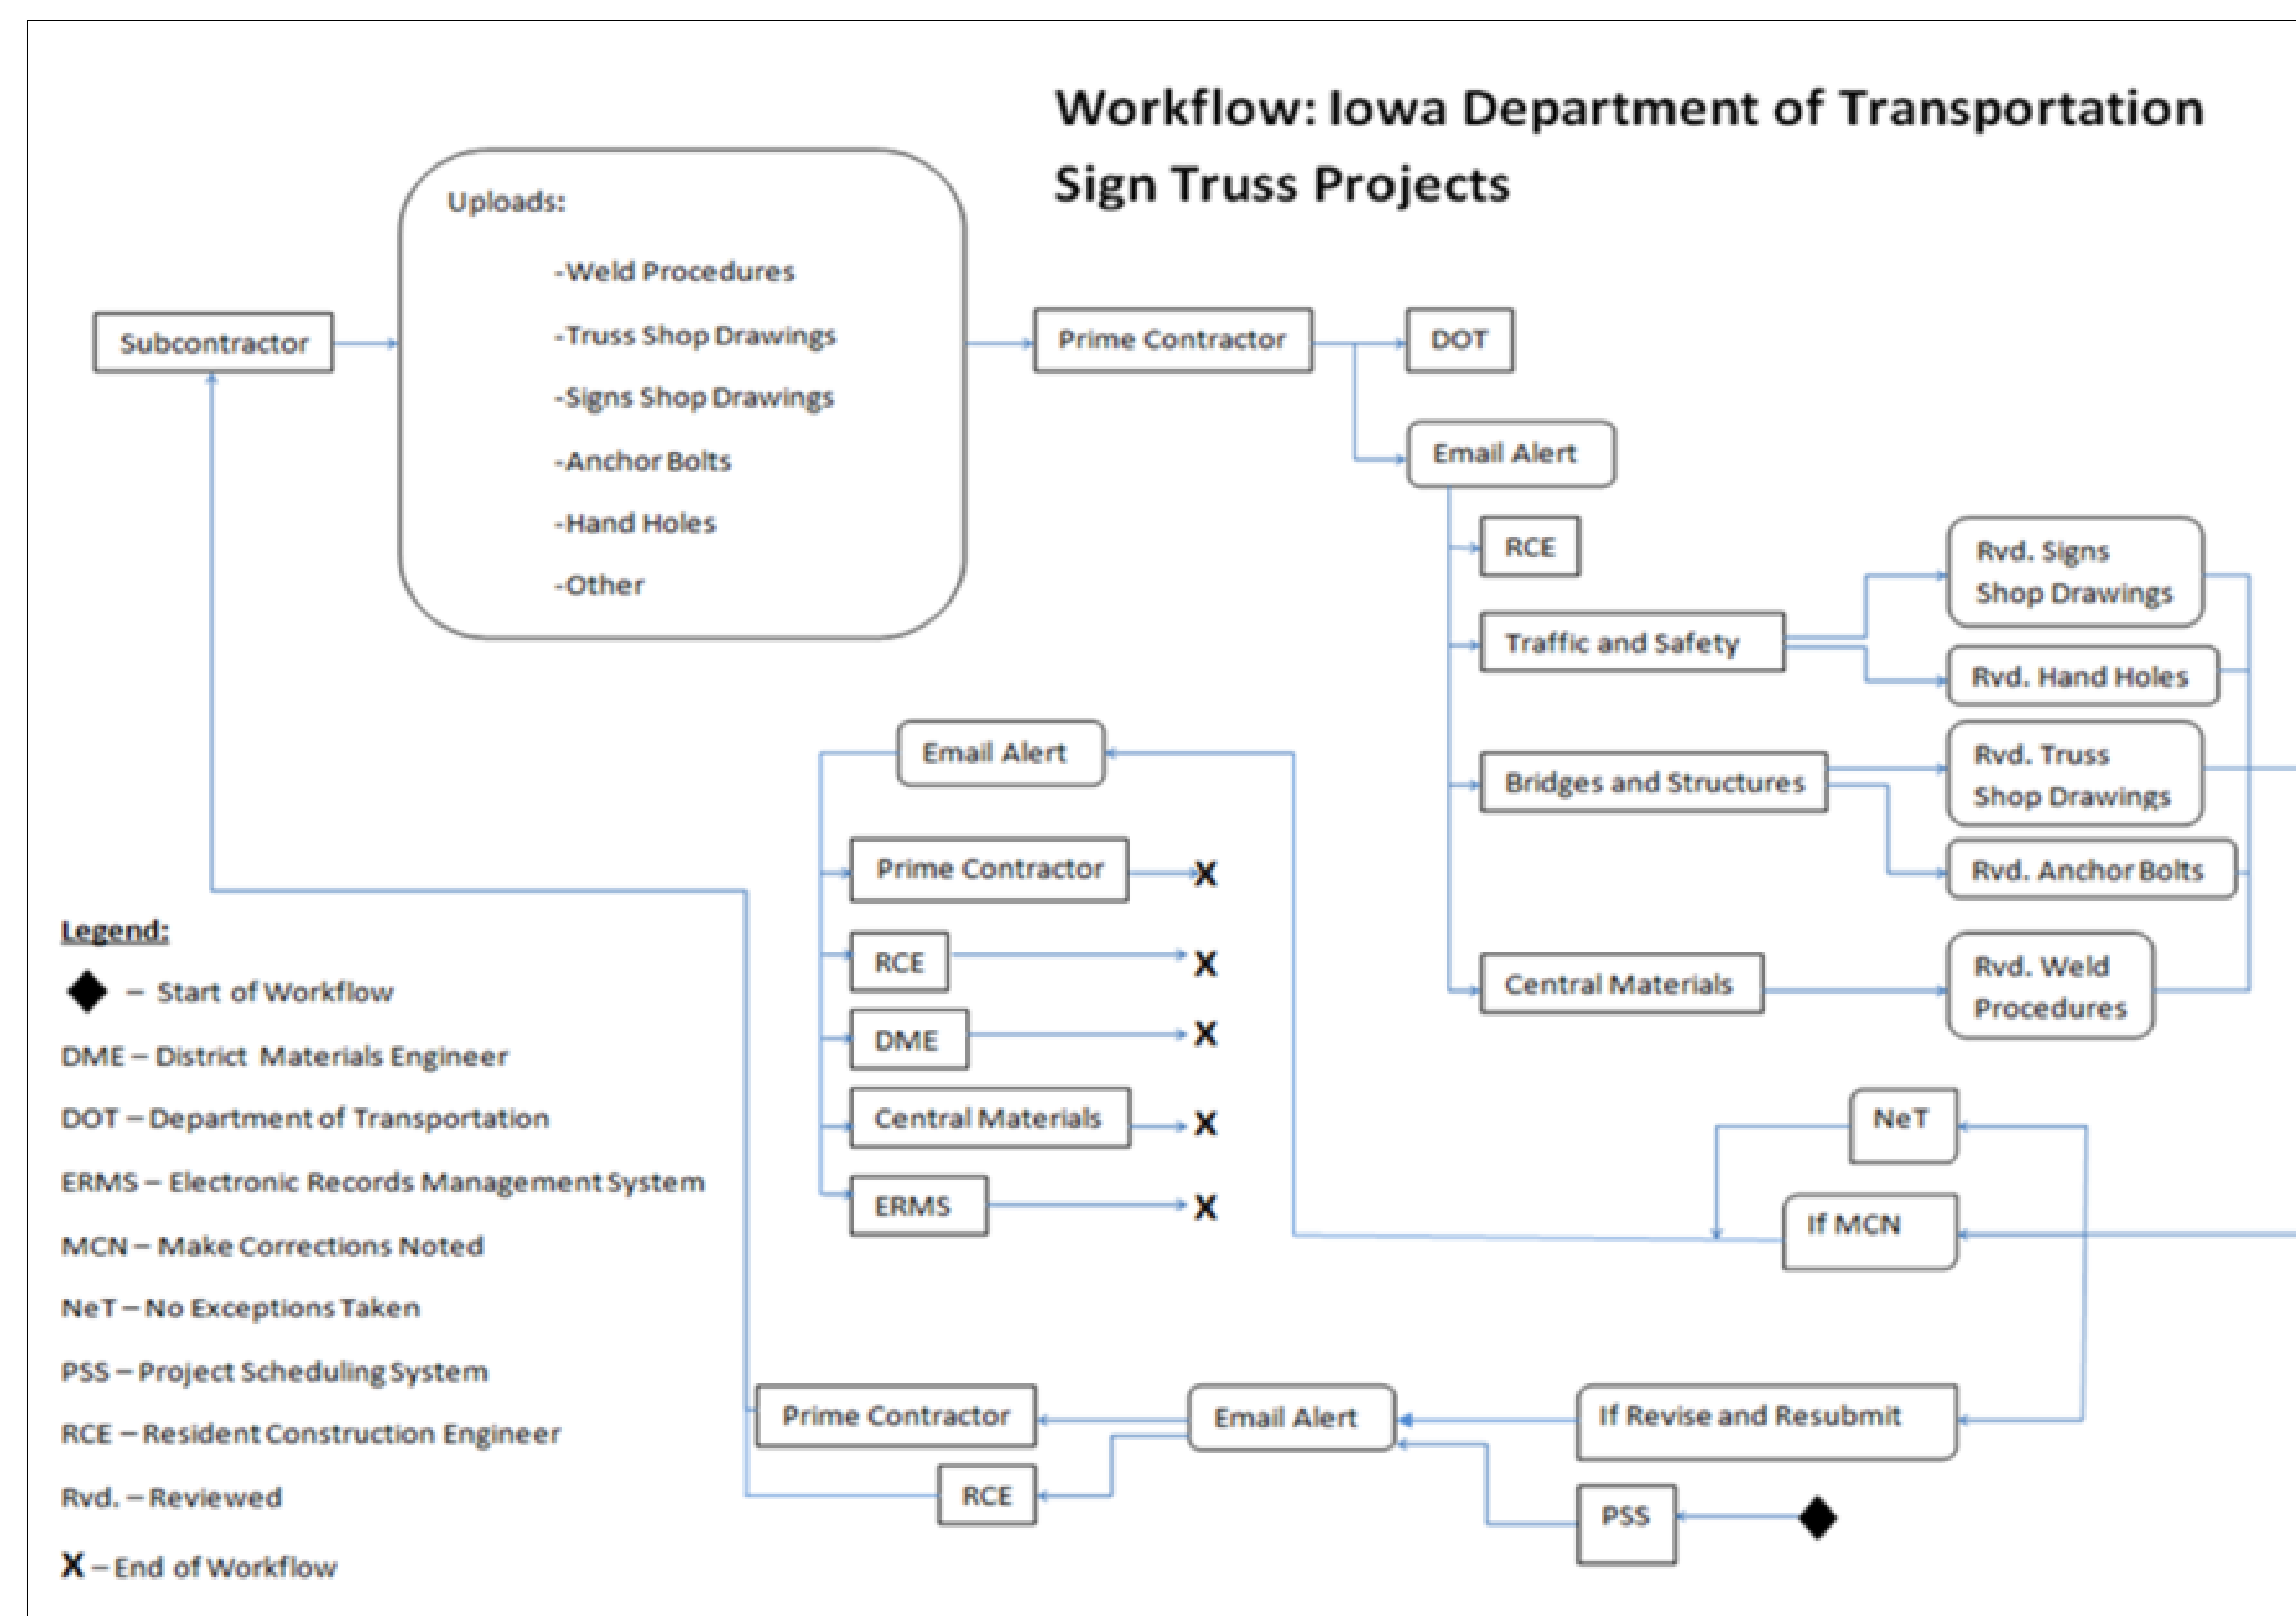 Workflow: Iowa Department of Transportation
Sign Truss Projects
Uploads:
-Weld Procedures
-Truss Shop Drawings
-Signs Shop Drawings
-Anchor Bolts
-Hand Holes
-Other
Subcontractor
Prime Contractor
DOT
Email Alert
RCE
Traffic and Safety
Bridges and Structures
Central Materials
Rvd. Signs
Shop Drawings
Rvd. Hand Holes
Rvd. Truss
Shop Drawings
Rvd. Anchor Bolts
Rvd. Weld
Procedures
Email Alert
Prime Contractor
X
RCE
X
DME
X
Central Materials
X
ERMS
X
NeT
If MCN
If Revise and Resubmit
Email Alert
Prime Contractor
RCE
PSS
Legend:
– Start of Workflow
DME – District Materials Engineer
DOT – Department of Transportation
ERMS – Electronic Records Management System
MCN – Make Corrections Noted
NeT – No Exceptions Taken
PSS – Project Scheduling System
RCE – Resident Construction Engineer
Rvd. – Reviewed
X – End of Workflow